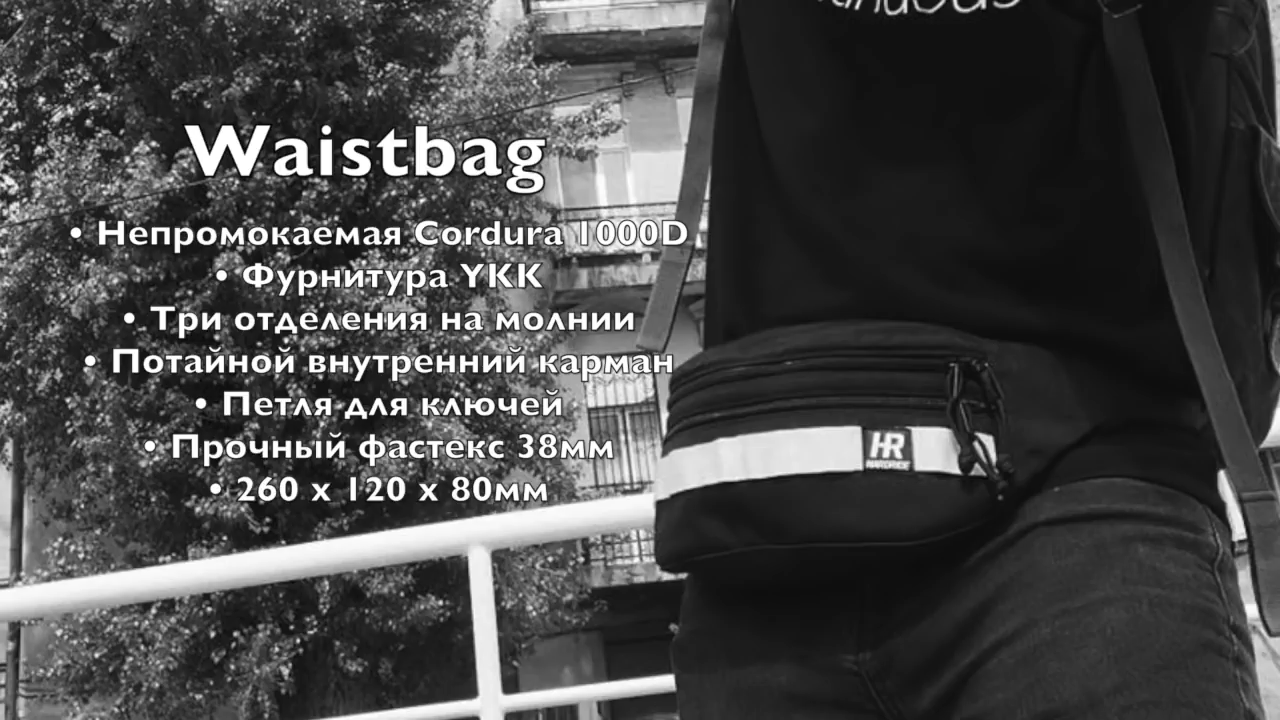 Waistbag
• Непромокаемая Cordura 1000D
• Фурнитура YKK
• Три отделения на молнии
• Потайной внутренний карман
• Петля для ключей
• Прочный фастекс 38мм
• 260 x 120 x 80мм
HR
HARDRIDE